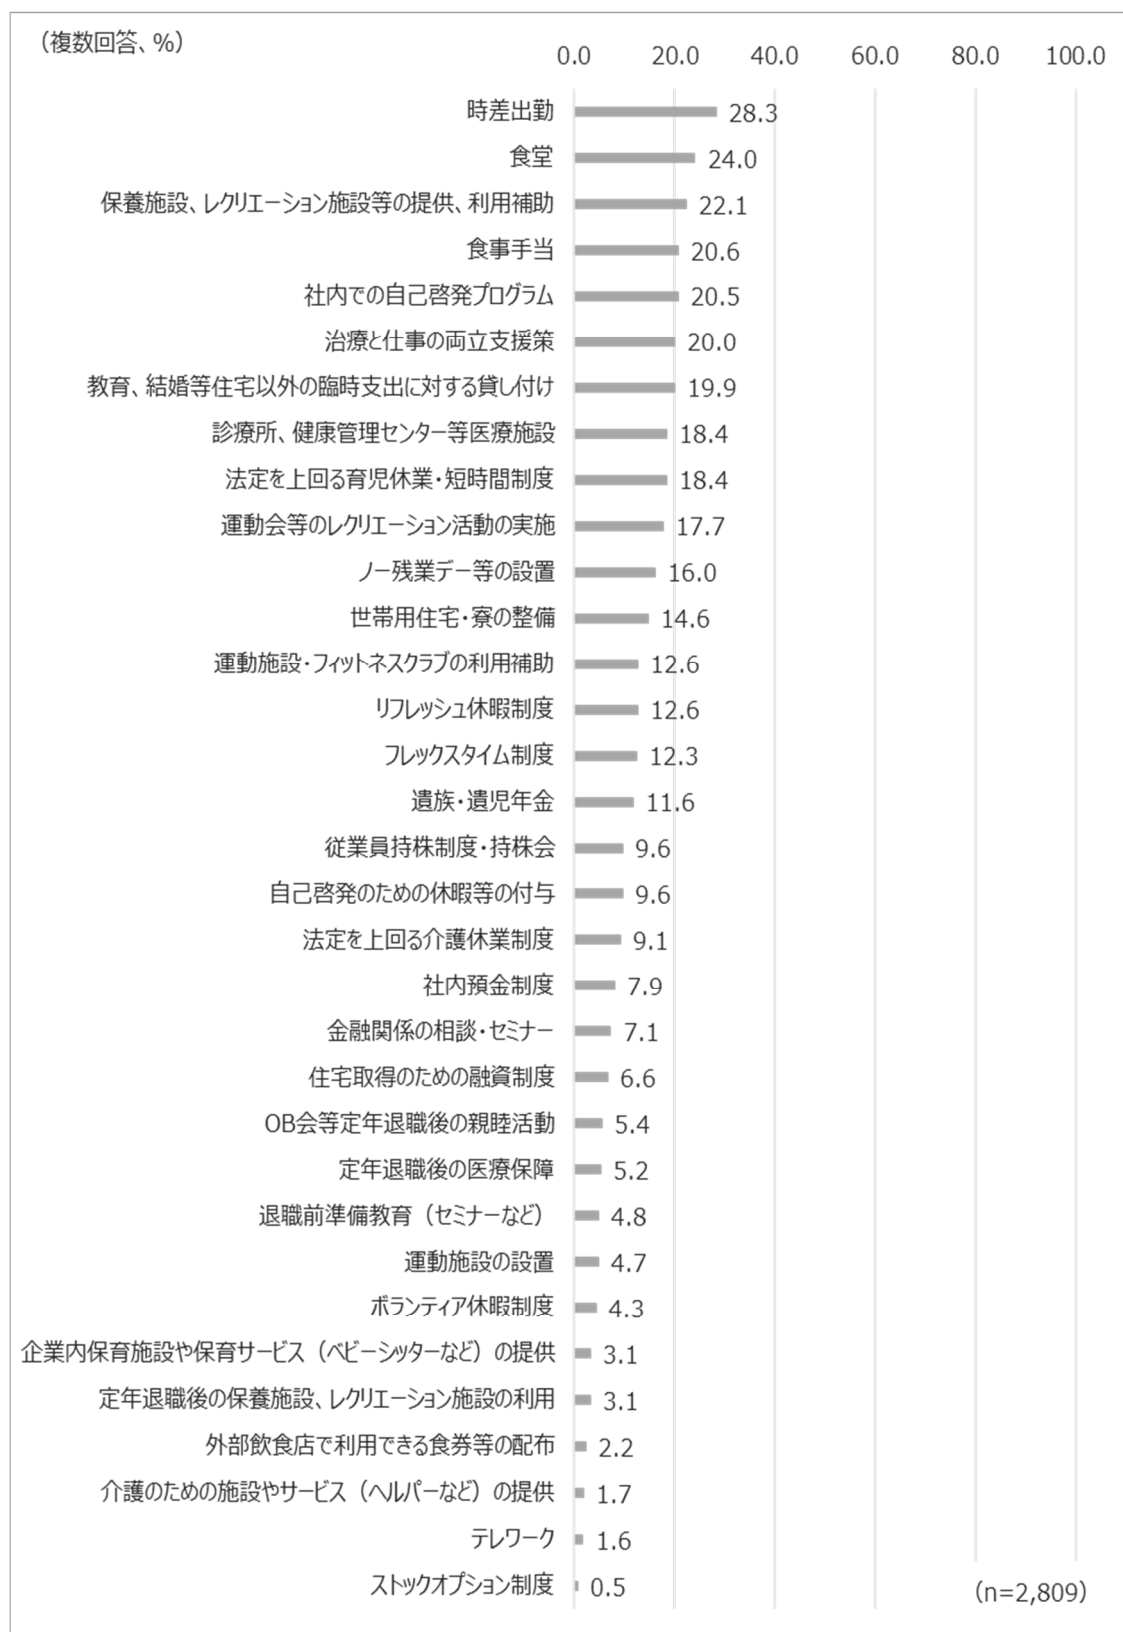 （複数回答、%）
0.0 20.0 40.0 60.0 80.0 100.0
時差出勤 28.3
食堂 24.0
保養施設、レクリエーション施設等の提供、利用補助 22.1
食事手当 20.6
社内での自己啓発プログラム 20.5
治療と仕事の両立支援策 20.0
教育、結婚等住宅以外の臨時支出に対する貸し付け 19.9
診療所、健康管理センター等医療施設 18.4
法定を上回る育児休業・短時間制度 18.4
運動会等のレクリエーション活動の実施 17.7
ノー残業デー等の設置 16.0
世帯用住宅・寮の整備 14.6
運動施設・フィットネスクラブの利用補助 12.6
リフレッシュ休暇制度 12.6
フレックスタイム制度 12.3
遺族・遺児年金 11.6
従業員持株制度・持株会 9.6
自己啓発のための休暇等の付与 9.6
法定を上回る介護休業制度 9.1
社内預金制度 7.9
金融関係の相談・セミナー 7.1
住宅取得のための融資制度 6.6
OB会等定年退職後の親睦活動 5.4
定年退職後の医療保障 5.2
退職前準備教育（セミナーなど） 4.8
運動施設の設置 4.7
ボランティア休暇制度 4.3
企業内保育施設や保育サービス（ベビーシッターなど）の提供 3.1
定年退職後の保養施設、レクリエーション施設の利用 3.1
外部飲食店で利用できる食券等の配布 2.2
介護のための施設やサービス（ヘルパーなど）の提供 1.7
テレワーク 1.6
ストックオプション制度 0.5
（n=2,809）